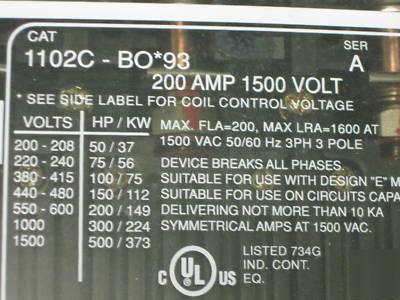 CAT
SER
1102C - BO*93
A
200 AMP 1500 VOLT
* SEE SIDE LABEL FOR COIL CONTROL VOLTAGE
VOLTS HP / KW
200 - 208 50 / 37
220 - 240 75 / 56
380 - 415 100 / 75
440 - 480 150 / 112
550 - 600 200 / 149
1000 300 / 224
1500 500 / 373
MAX. FLA=200, MAX LRA=1600 AT
1500 VAC 50/60 Hz 3PH 3 POLE
DEVICE BREAKS ALL PHASES.
SUITABLE FOR USE WITH DESIGN "E" M
SUITABLE FOR USE ON CIRCUITS CAPA
DELIVERING NOT MORE THAN 10 KA
SYMMETRICAL AMPS AT 1500 VAC.
C UL US
LISTED 734G
IND. CONT.
EQ.